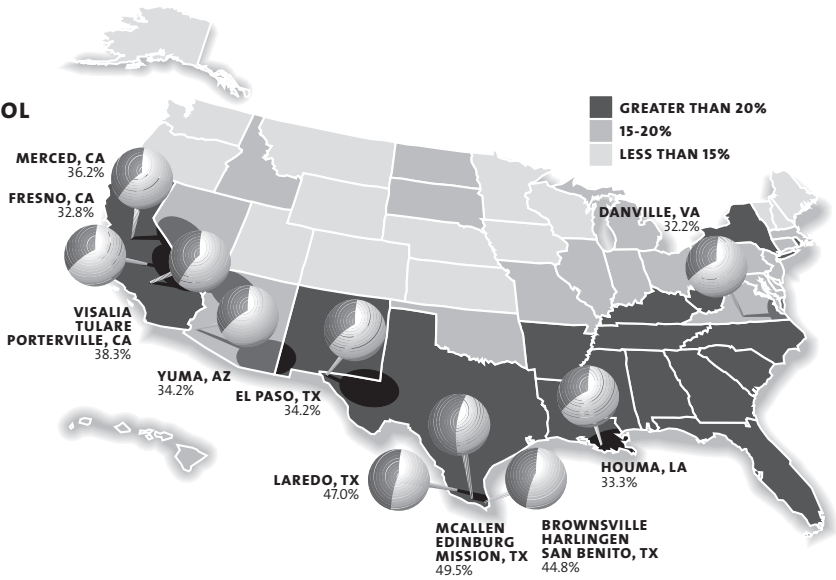 OL
GREATER THAN 20%
15-20%
LESS THAN 15%
MERCED, CA
36.2%
FRESNO, CA
32.8%
DANVILLE, VA
32.2%
VISALIA
TULARE
PORTERVILLE, CA
38.3%
YUMA, AZ
34.2%
EL PASO, TX
34.2%
LAREDO, TX
47.0%
MCALLEN
EDINBURG
MISSION, TX
49.5%
BROWNSVILLE
HARLINGEN
SAN BENITO, TX
44.8%
HOUMA, LA
33.3%